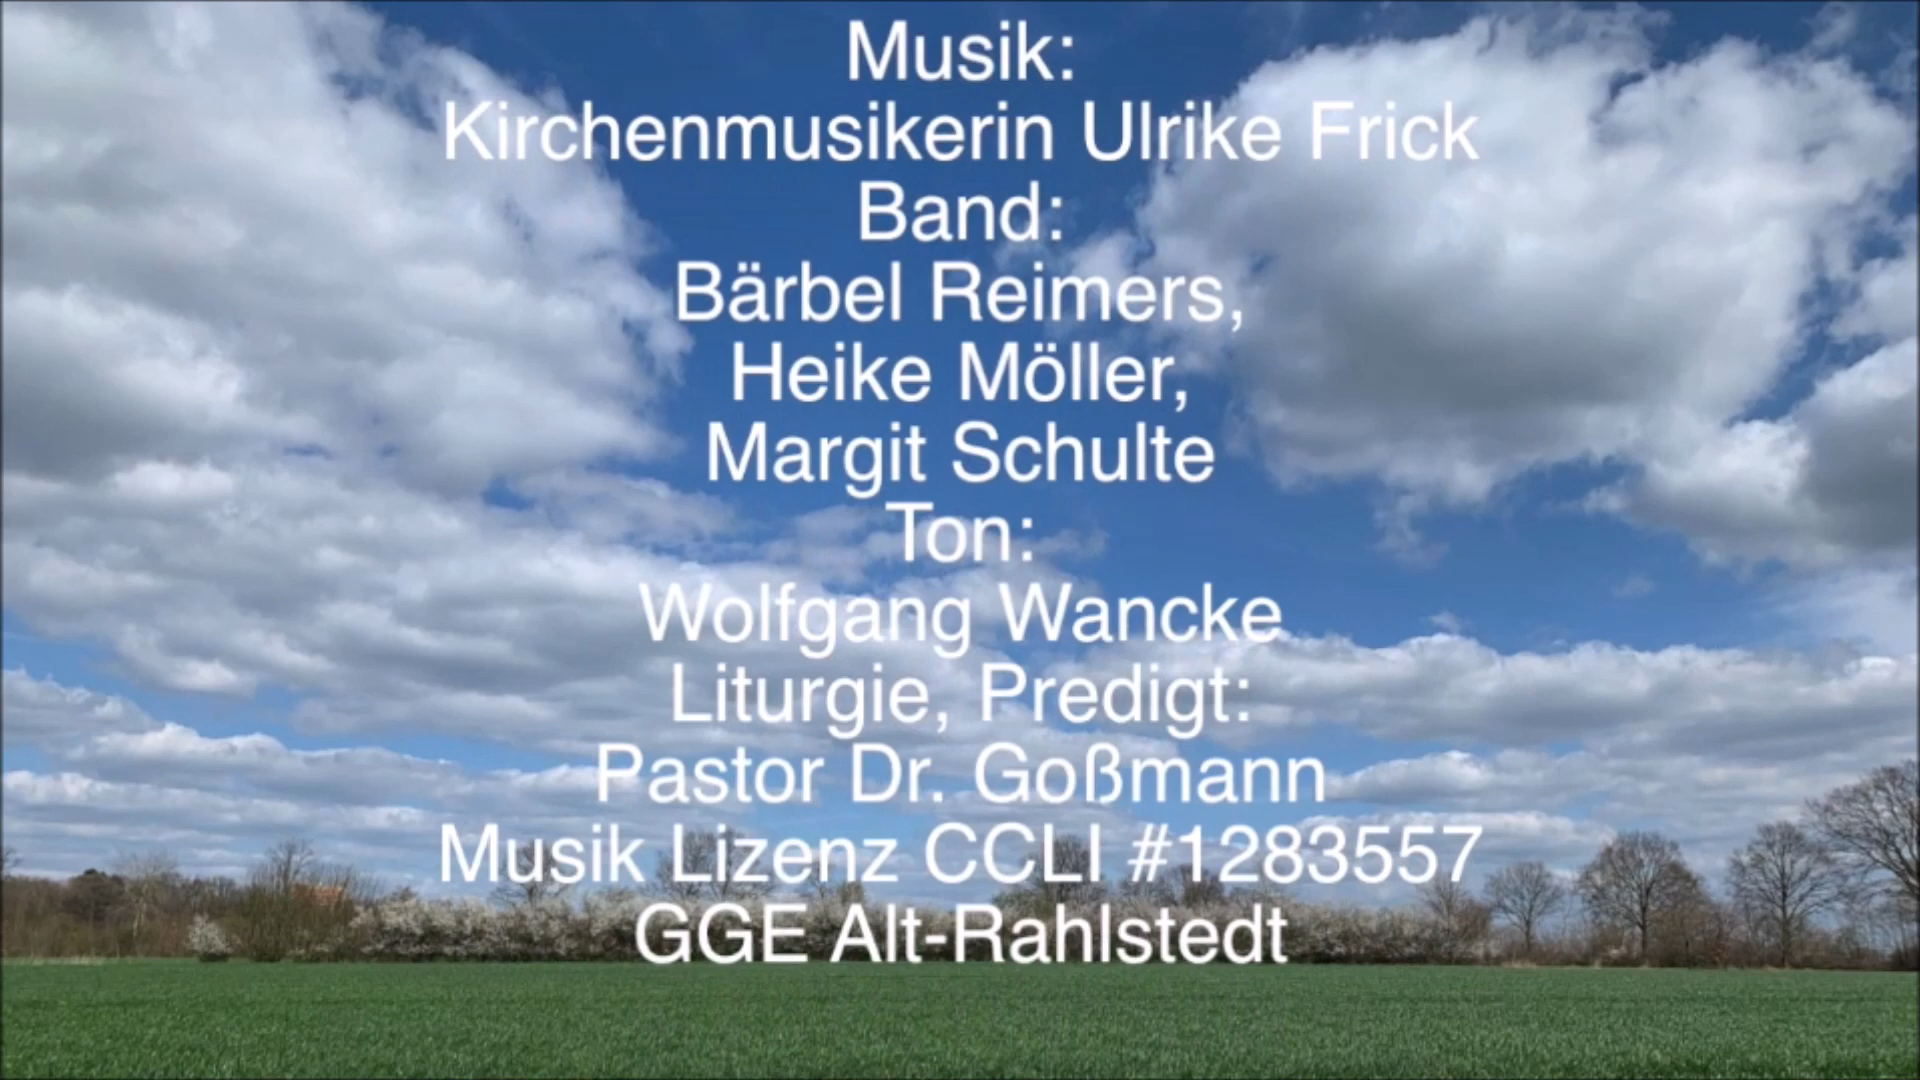 Musik:
Kirchenmusikerin Ulrike Frick
Band:
Bärbel Reimers,
Heike Möller,
Margit Schulte
Ton:
Wolfgang Wancke
Liturgie, Predigt:
Pastor Dr. Goßmann
Musik Lizenz CCLI #1283557
GGE Alt-Rahlstedt